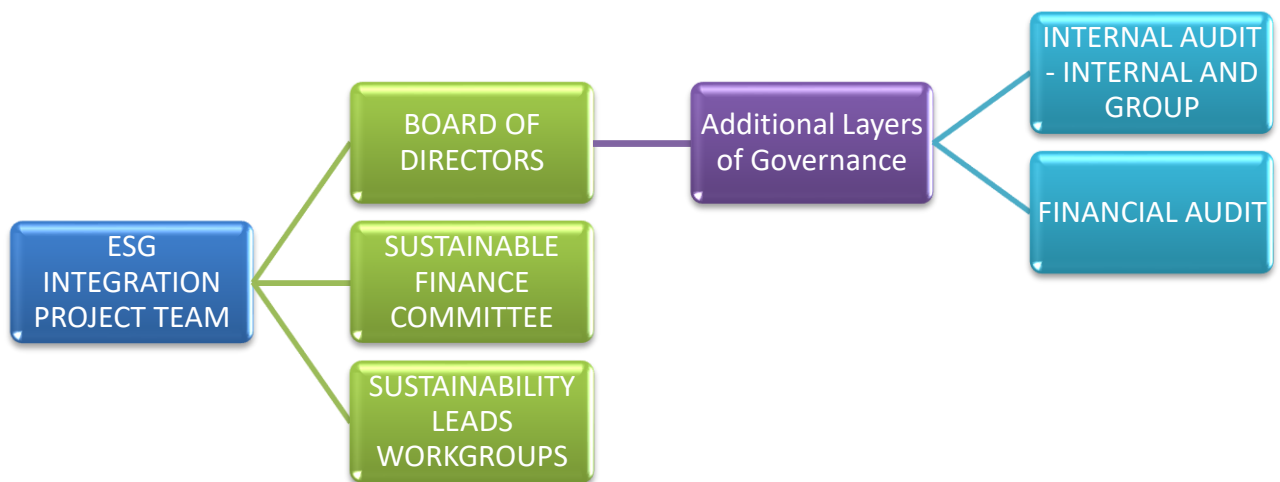 ESG
INTEGRATION
PROJECT TEAM
BOARD OF
DIRECTORS
SUSTAINABLE
FINANCE
COMMITTEE
SUSTAINABILITY
LEADS
WORKGROUPS
Additional Layers
of Governance
INTERNAL AUDIT
- INTERNAL AND
GROUP
FINANCIAL AUDIT